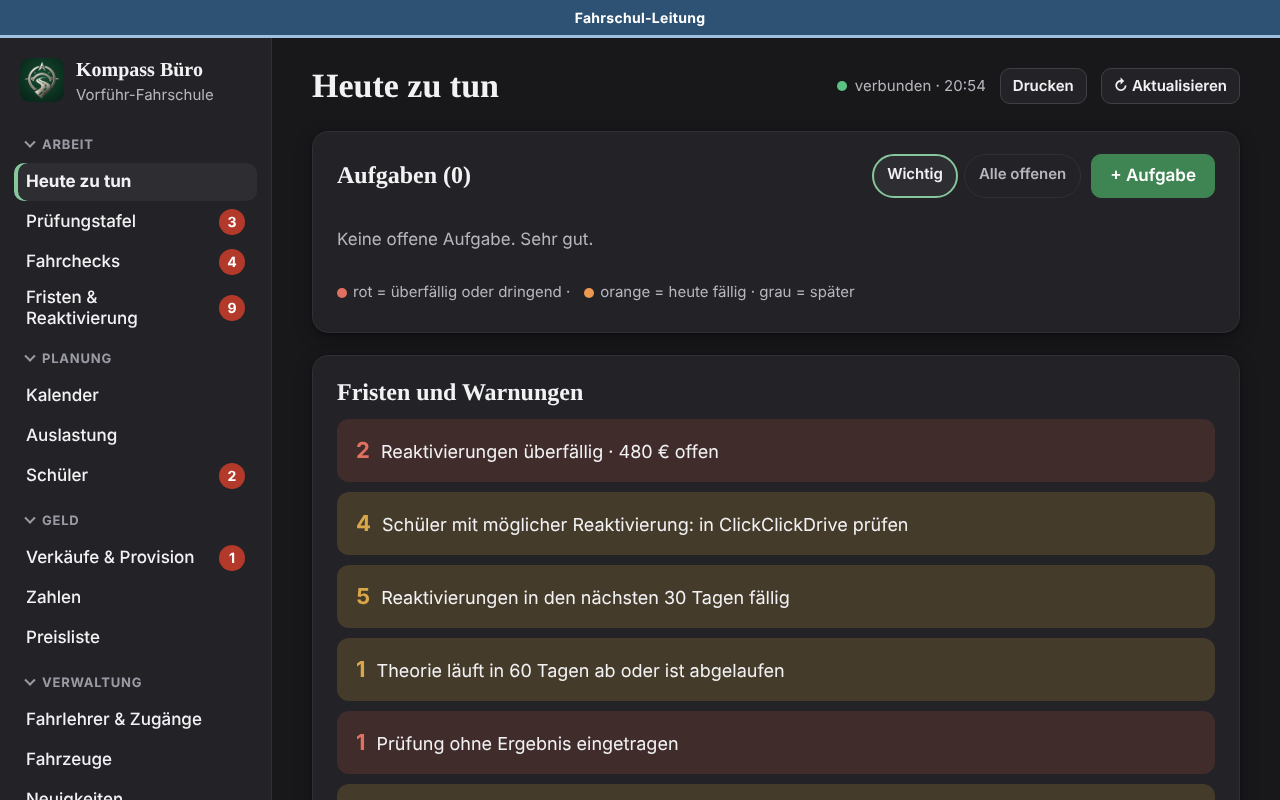 Fahrschul-Leitung
Kompass Büro
Vorführ-Fahrschule
ARBEIT
Heute zu tun
Prüfungstafel 3
Fahrchecks 4
Fristen &
Reaktivierung 9
PLANUNG
Kalender
Auslastung
Schüler 2
GELD
Verkäufe & Provision 1
Zahlen
Preisliste
VERWALTUNG
Fahrlehrer & Zugänge
Fahrzeuge
Neuigkeiten
Heute zu tun
verbunden · 20:54
Drucken
↻ Aktualisieren
Aufgaben (0)
Wichtig
Alle offenen
+ Aufgabe
Keine offene Aufgabe. Sehr gut.
rot = überfällig oder dringend · orange = heute fällig · grau = später
Fristen und Warnungen
2 Reaktivierungen überfällig · 480 € offen
4 Schüler mit möglicher Reaktivierung: in ClickClickDrive prüfen
5 Reaktivierungen in den nächsten 30 Tagen fällig
1 Theorie läuft in 60 Tagen ab oder ist abgelaufen
1 Prüfung ohne Ergebnis eingetragen